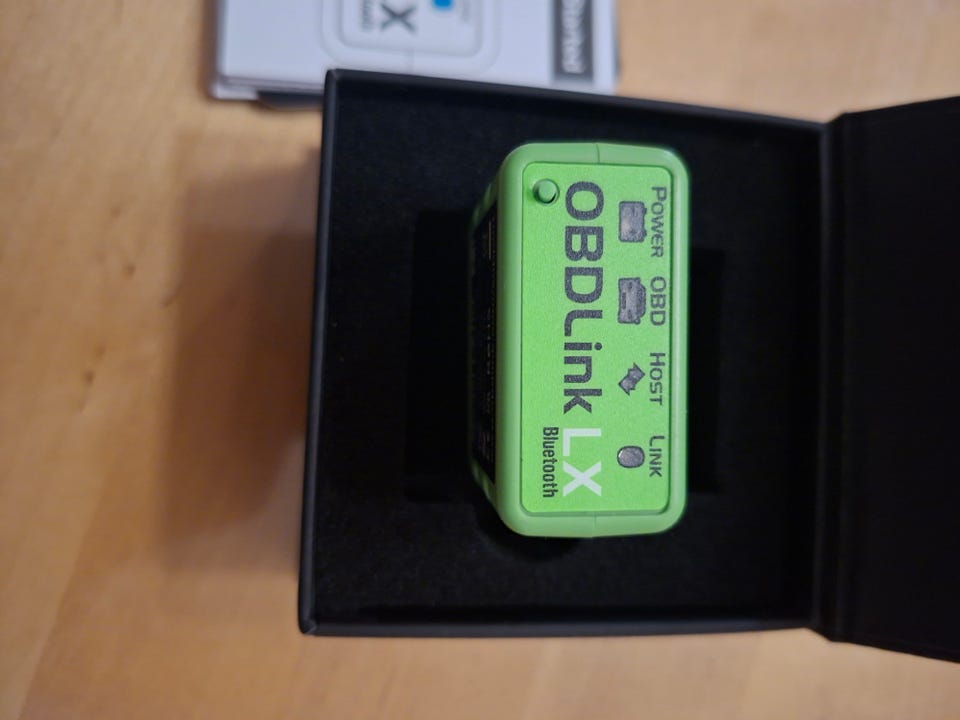 POWER OBD HOST LINK
OBDLink LX
Bluetooth
X